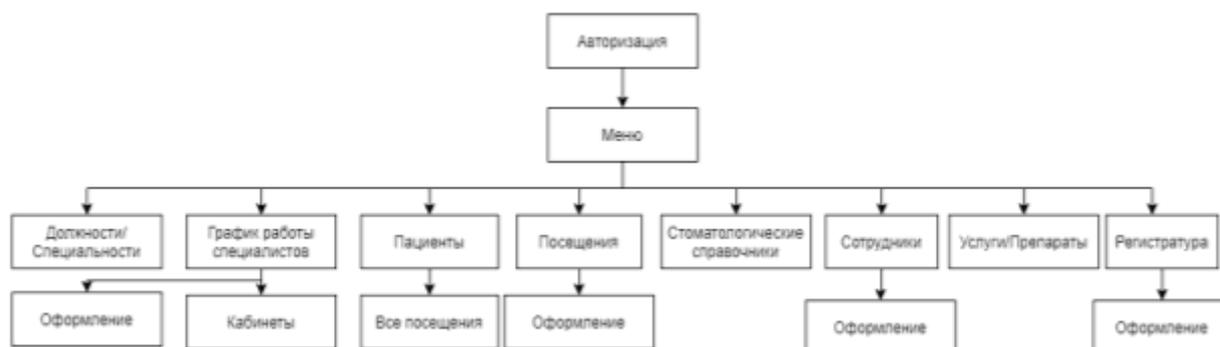 Авторизация
Меню
Должности/
Специальности
График работы
специалистов
Пациенты
Посещения
Стоматологические
справочники
Сотрудники
Услуги/Препараты
Регистратура
Оформление
Кабинеты
Все посещения
Оформление
Оформление
Оформление